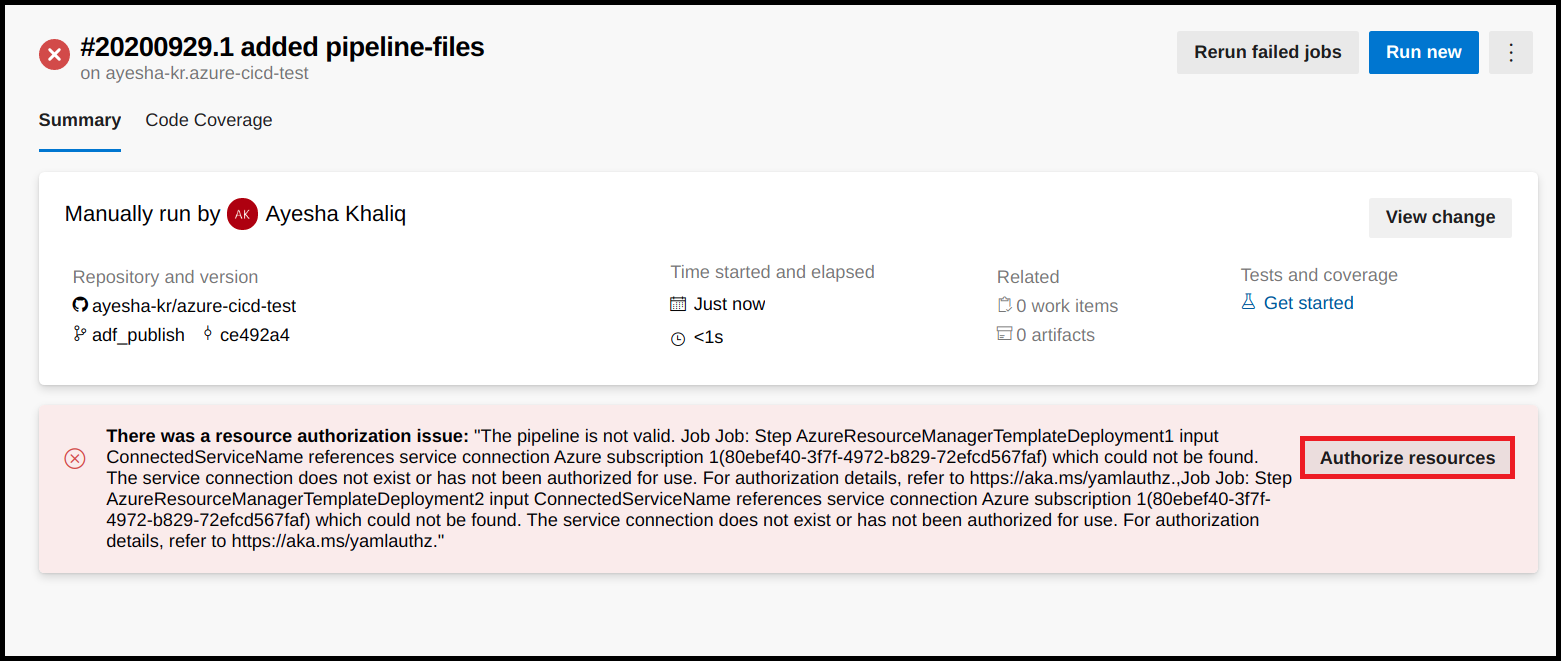 #20200929.1 added pipeline-files
on ayesha-kr.azure-cicd-test
Rerun failed jobs
Run new
Summary
Code Coverage
Manually run by AK Ayesha Khaliq
View change
Repository and version
ayesha-kr/azure-cicd-test
adf_publish ce492a4
Time started and elapsed
Just now
<1s
Related
0 work items
0 artifacts
Tests and coverage
Get started
There was a resource authorization issue: "The pipeline is not valid. Job Job: Step AzureResourceManagerTemplateDeployment1 input
ConnectedServiceName references service connection Azure subscription 1(80ebef40-3f7f-4972-b829-72efcd567faf) which could not be found.
The service connection does not exist or has not been authorized for use. For authorization details, refer to https://aka.ms/yamlauthz.,Job Job: Step
AzureResourceManagerTemplateDeployment2 input ConnectedServiceName references service connection Azure subscription 1(80ebef40-3f7f-
4972-b829-72efcd567faf) which could not be found. The service connection does not exist or has not been authorized for use. For authorization
details, refer to https://aka.ms/yamlauthz."
Authorize resources